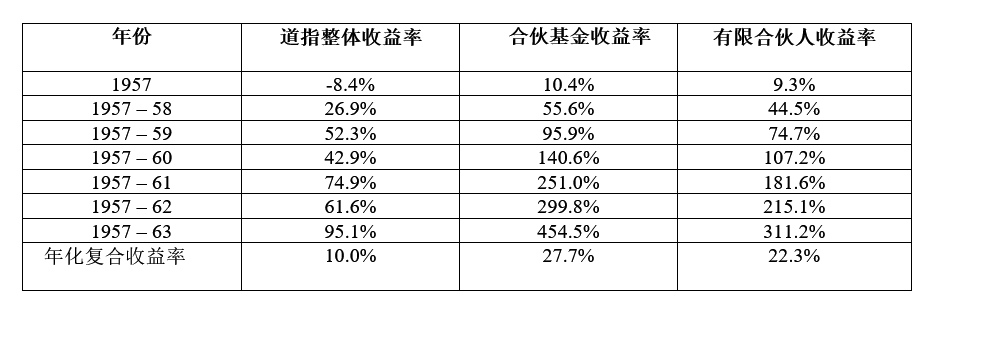 年份 道指整体收益率 合伙基金收益率 有限合伙人收益率
1957 -8.4% 10.4% 9.3%
1957 – 58 26.9% 55.6% 44.5%
1957 – 59 52.3% 95.9% 74.7%
1957 – 60 42.9% 140.6% 107.2%
1957 – 61 74.9% 251.0% 181.6%
1957 – 62 61.6% 299.8% 215.1%
1957 – 63 95.1% 454.5% 311.2%
年化复合收益率 10.0% 27.7% 22.3%